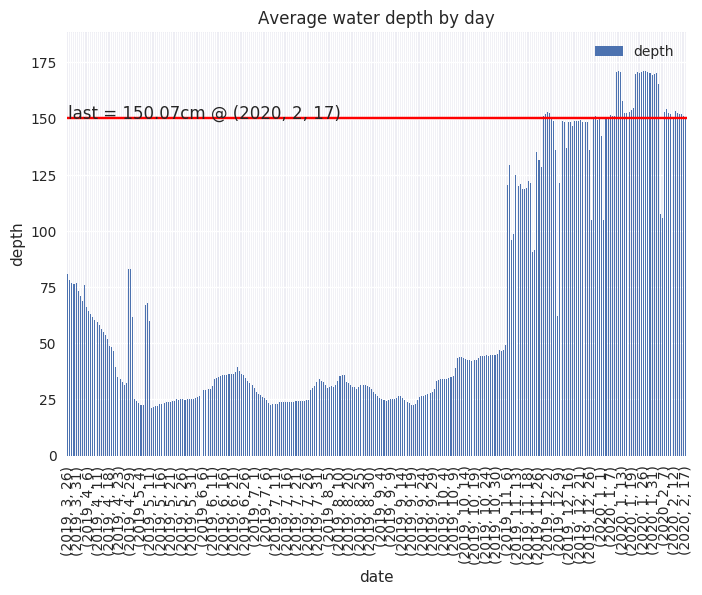 Average water depth by day
depth
175
150
125
100
75
50
25
0
depth
last = 150.07cm @ (2020, 2, 17)
(2019, 3, 26)
(2019, 3, 31)
(2019, 4, 6)
(2019, 4, 11)
(2019, 4, 18)
(2019, 4, 23)
(2019, 5, 4)
(2019, 5, 11)
(2019, 5, 16)
(2019, 5, 21)
(2019, 5, 26)
(2019, 5, 31)
(2019, 6, 6)
(2019, 6, 11)
(2019, 6, 16)
(2019, 6, 21)
(2019, 6, 26)
(2019, 7, 1)
(2019, 7, 6)
(2019, 7, 11)
(2019, 7, 16)
(2019, 7, 21)
(2019, 7, 26)
(2019, 7, 31)
(2019, 8, 5)
(2019, 8, 10)
(2019, 8, 20)
(2019, 8, 25)
(2019, 8, 30)
(2019, 9, 4)
(2019, 9, 9)
(2019, 9, 14)
(2019, 9, 19)
(2019, 9, 24)
(2019, 9, 29)
(2019, 10, 4)
(2019, 10, 9)
(2019, 10, 14)
(2019, 10, 19)
(2019, 10, 24)
(2019, 10, 30)
(2019, 11, 6)
(2019, 11, 13)
(2019, 11, 18)
(2019, 11, 26)
(2019, 12, 2)
(2019, 12, 9)
(2019, 12, 16)
(2019, 12, 21)
(2019, 12, 26)
(2020, 1, 1)
(2020, 1, 7)
(2020, 1, 13)
(2020, 1, 19)
(2020, 1, 26)
(2020, 1, 31)
(2020, 2, 7)
(2020, 2, 12)
(2020, 2, 17)
date